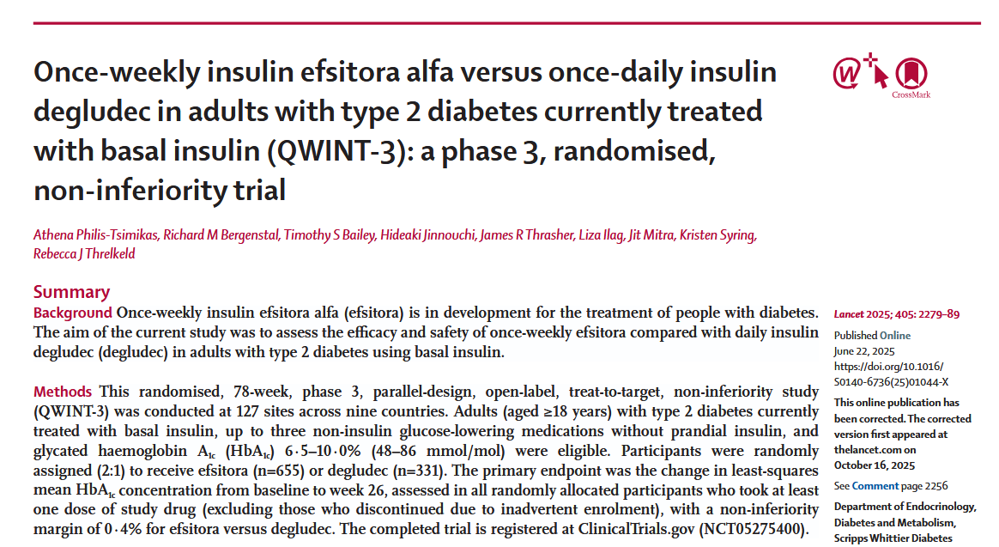 Once-weekly insulin efsitora alfa versus once-daily insulin
degludec in adults with type 2 diabetes currently treated
with basal insulin (QWINT-3): a phase 3, randomised,
non-inferiority trial
W
CrossMark
Athena Philis-Tsimikas, Richard M Bergenstal, Timothy S Bailey, Hideaki Jinnouchi, James R Thrasher, Liza Ilag, Jit Mitra, Kristen Syring,
Rebecca J Threlkeld
Summary
Background Once-weekly insulin efsitora alfa (efsitora) is in development for the treatment of people with diabetes.
The aim of the current study was to assess the efficacy and safety of once-weekly efsitora compared with daily insulin
degludec (degludec) in adults with type 2 diabetes using basal insulin.
Methods This randomised, 78-week, phase 3, parallel-design, open-label, treat-to-target, non-inferiority study
(QWINT-3) was conducted at 127 sites across nine countries. Adults (aged ≥18 years) with type 2 diabetes currently
treated with basal insulin, up to three non-insulin glucose-lowering medications without prandial insulin, and
glycated haemoglobin A1c (HbA1c) 6·5–10·0% (48–86 mmol/mol) were eligible. Participants were randomly
assigned (2:1) to receive efsitora (n=655) or degludec (n=331). The primary endpoint was the change in least-squares
mean HbA1c concentration from baseline to week 26, assessed in all randomly allocated participants who took at least
one dose of study drug (excluding those who discontinued due to inadvertent enrolment), with a non-inferiority
margin of 0·4% for efsitora versus degludec. The completed trial is registered at ClinicalTrials.gov (NCT05275400).
Lancet 2025; 405: 2279–89
Published Online
June 22, 2025
https://doi.org/10.1016/
S0140-6736(25)01044-X
This online publication has
been corrected. The corrected
version first appeared at
thelancet.com on
October 16, 2025
See Comment page 2256
Department of Endocrinology,
Diabetes and Metabolism,
Scripps Whittier Diabetes